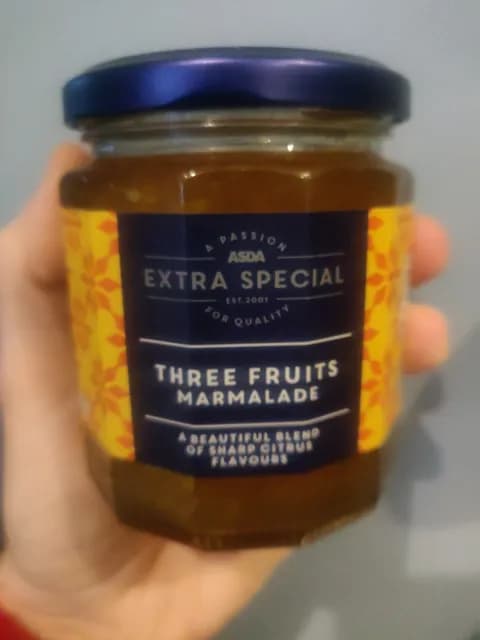 A PASSION
ASDA
EXTRA SPECIAL
EST.2001
FOR QUALITY
THREE FRUITS
MARMALADE
A BEAUTIFUL BLEND
OF SHARP CITRUS
FLAVOURS